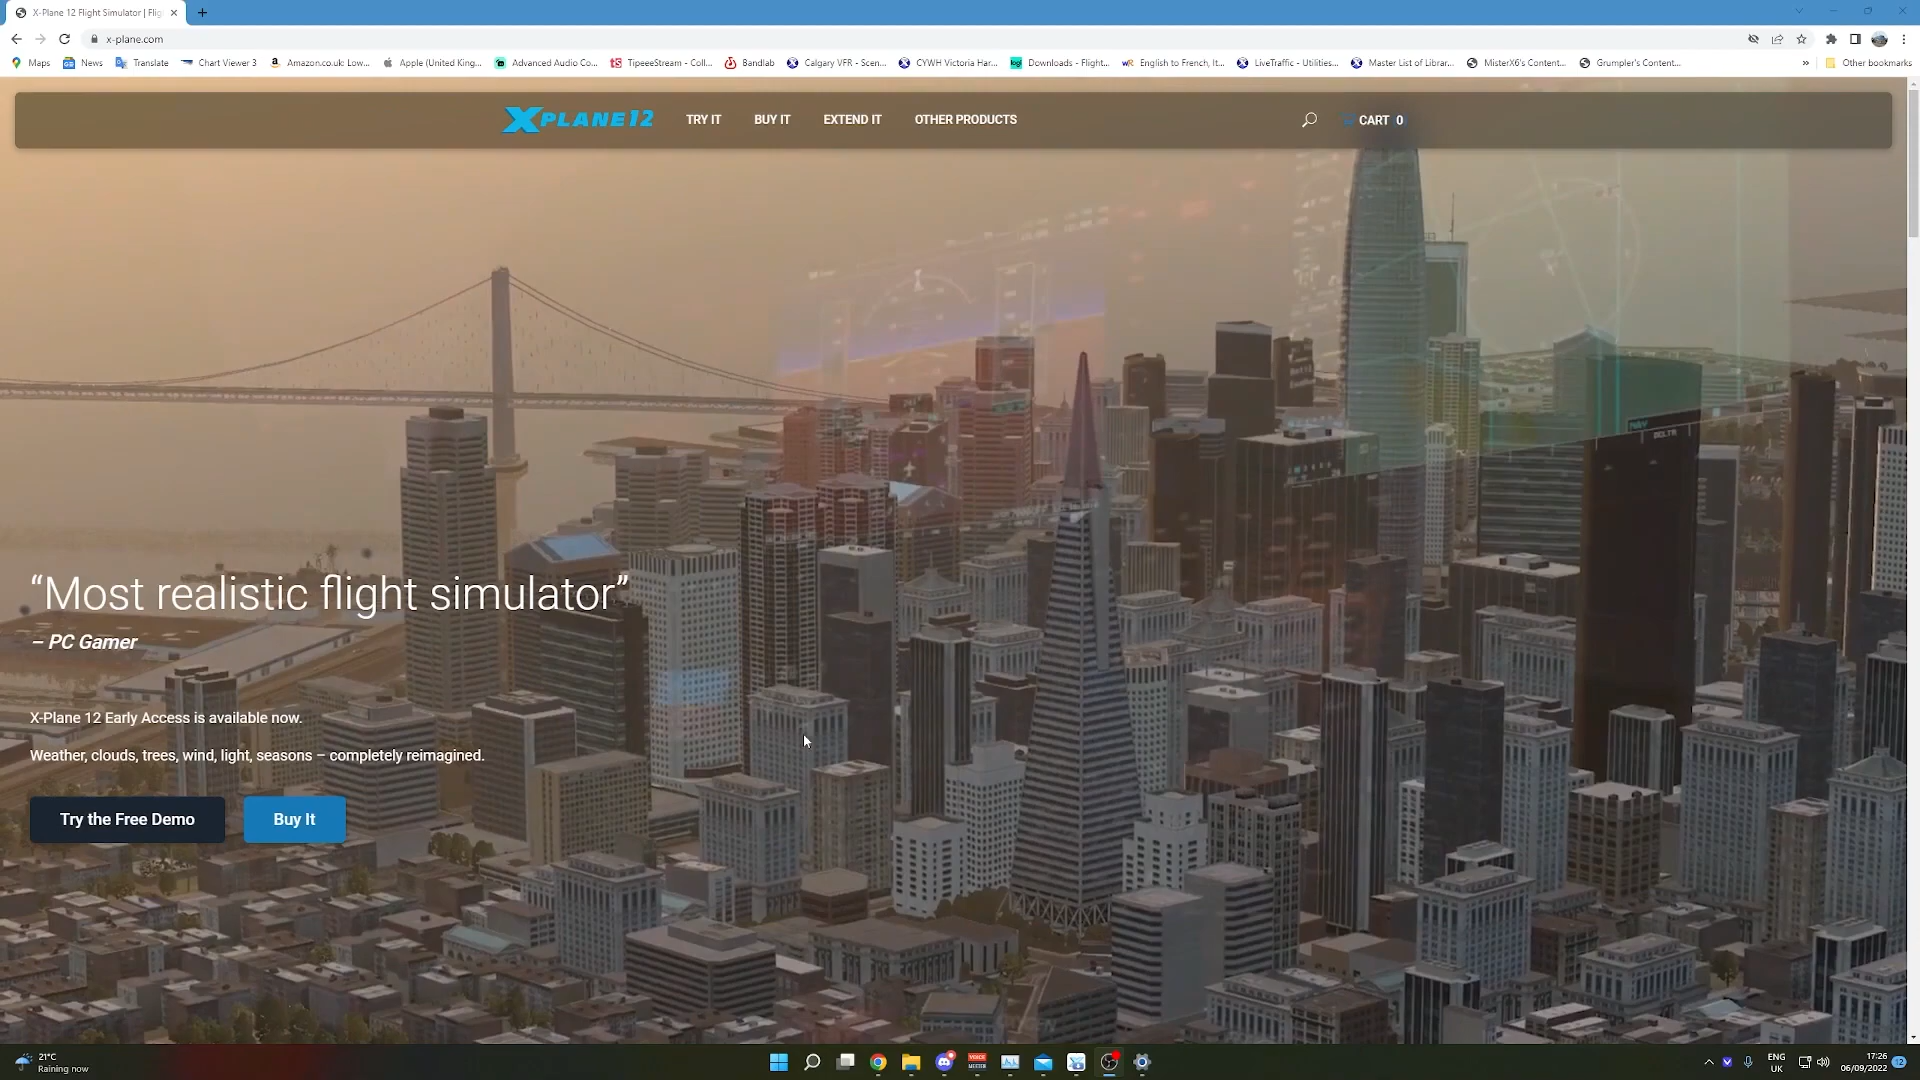 X-Plane 12 Flight Simulator | Flig
x-plane.com
Maps News Translate Chart Viewer 3 Amazon.co.uk: Low... Apple (United King... Advanced Audio Co... TipeeeStream - Coll... Bandlab Calgary VFR - Scen... CYWH Victoria Har... Downloads - Flight... English to French, It... LiveTraffic - Utilities... Master List of Librar... MisterX6's Content... Grumpler's Content... » Other bookmarks
XPLANE12 TRY IT BUY IT EXTEND IT OTHER PRODUCTS CART 0
“Most realistic flight simulator”
– PC Gamer
X-Plane 12 Early Access is available now.
Weather, clouds, trees, wind, light, seasons – completely reimagined.
Try the Free Demo Buy It
21°C
Raining now
ENG
UK
17:26
06/09/2022
12